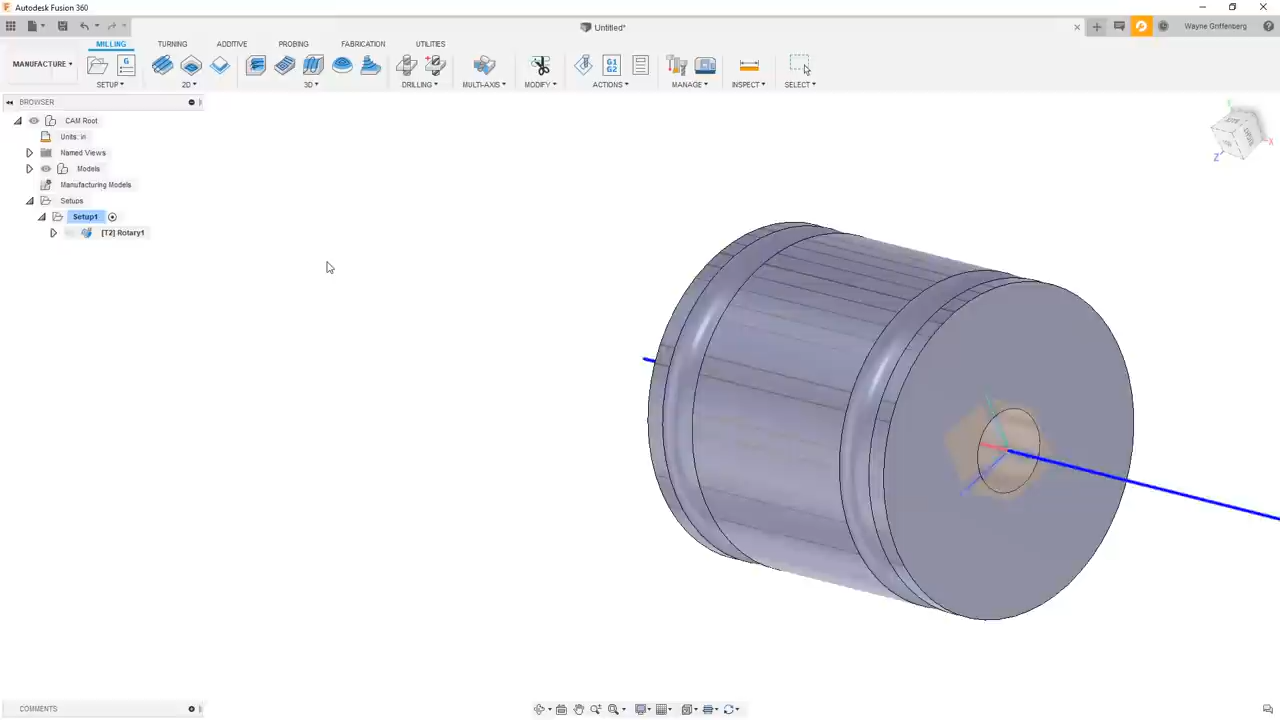 Autodesk Fusion 360
Untitled*
Wayne Griffenberg
MILLING TURNING ADDITIVE PROBING FABRICATION UTILITIES
MANUFACTURE
G
G1
G2
SETUP 2D 3D DRILLING MULTI-AXIS MODIFY ACTIONS MANAGE INSPECT SELECT
BROWSER
CAM Root
Units: in
Named Views
Models
Manufacturing Models
Setups
Setup1
[T2] Rotary1
X
Z
COMMENTS